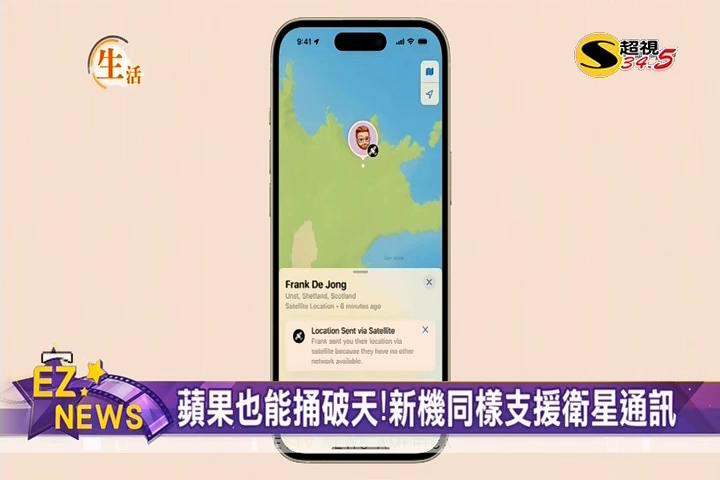 生活
超視
34.5
9:41
Frank De Jong
Unst, Shetland, Scotland
Satellite Location • 6 minutes ago
Location Sent via Satellite
Frank sent you their location via
satellite because they have no other
network available.
EZ
NEWS
蘋果也能捅破天!新機同樣支援衛星通訊